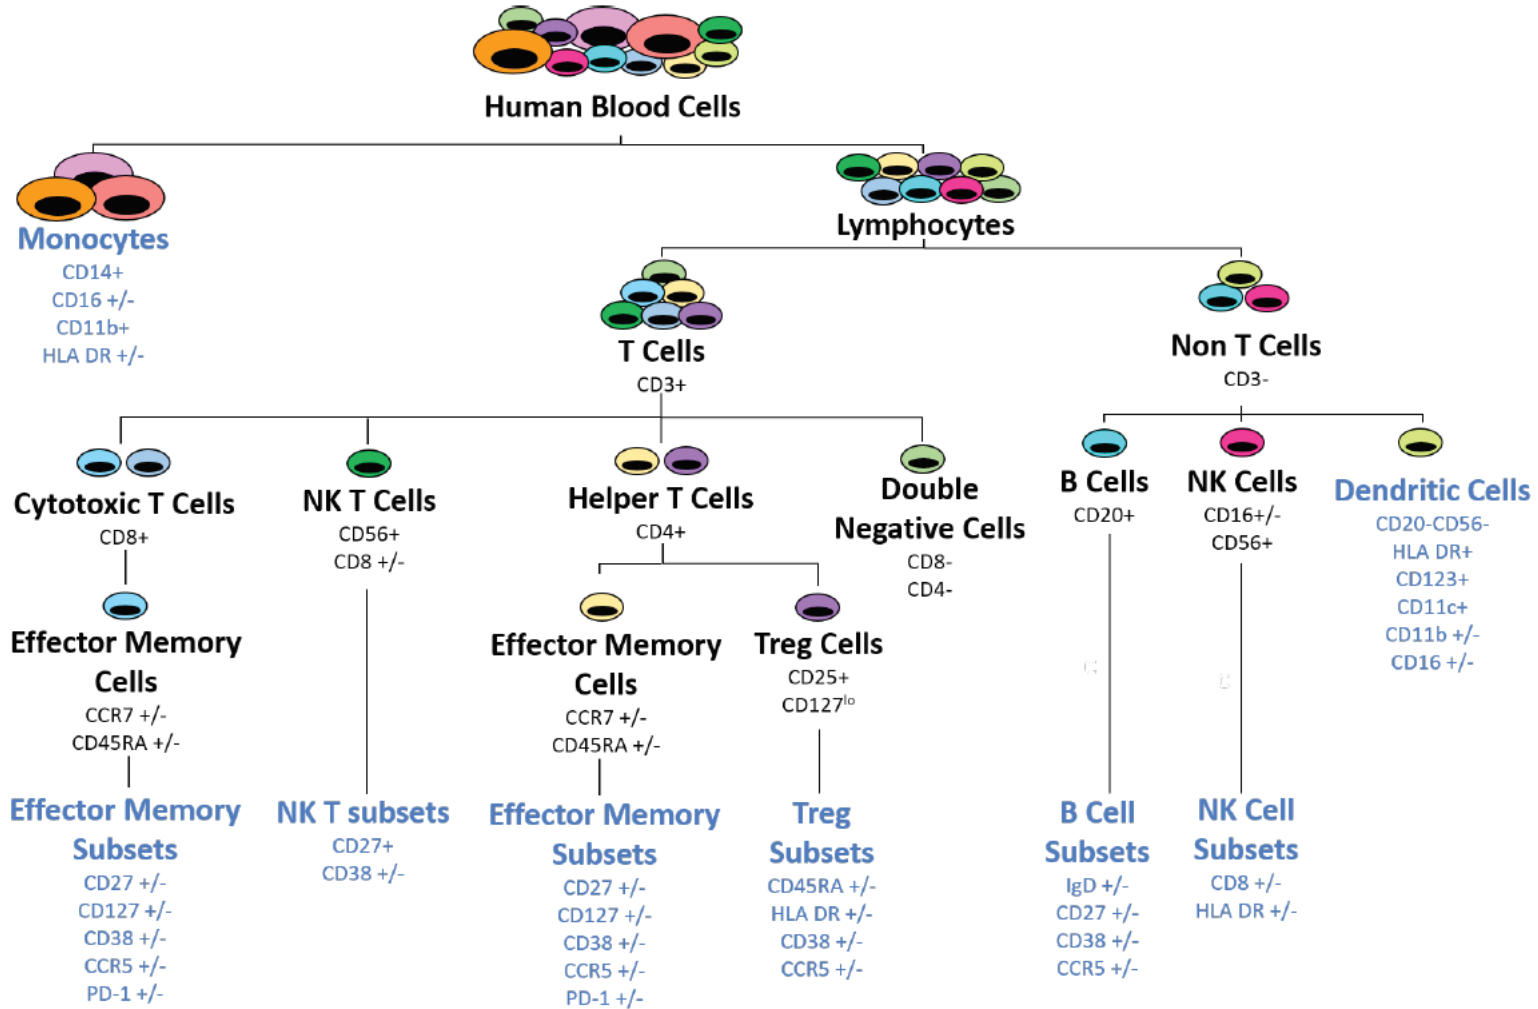 Human Blood Cells
Monocytes
CD14+
CD16 +/-
CD11b+
HLA DR +/-
Lymphocytes
T Cells
CD3+
Non T Cells
CD3-
Cytotoxic T Cells
CD8+
Effector Memory
Cells
CCR7 +/-
CD45RA +/-
Effector Memory
Subsets
CD27 +/-
CD127 +/-
CD38 +/-
CCR5 +/-
PD-1 +/-
NK T Cells
CD56+
CD8 +/-
NK T subsets
CD27+
CD38 +/-
Helper T Cells
CD4+
Effector Memory
Cells
CCR7 +/-
CD45RA +/-
Effector Memory
Subsets
CD27 +/-
CD127 +/-
CD38 +/-
CCR5 +/-
PD-1 +/-
Treg Cells
CD25+
CD127lo
Treg
Subsets
CD45RA +/-
HLA DR +/-
CD38 +/-
CCR5 +/-
Double
Negative Cells
CD8-
CD4-
B Cells
CD20+
B Cell
Subsets
IgD +/-
CD27 +/-
CD38 +/-
CCR5 +/-
NK Cells
CD16+/-
CD56+
NK Cell
Subsets
CD8 +/-
HLA DR +/-
Dendritic Cells
CD20-CD56-
HLA DR+
CD123+
CD11c+
CD11b +/-
CD16 +/-